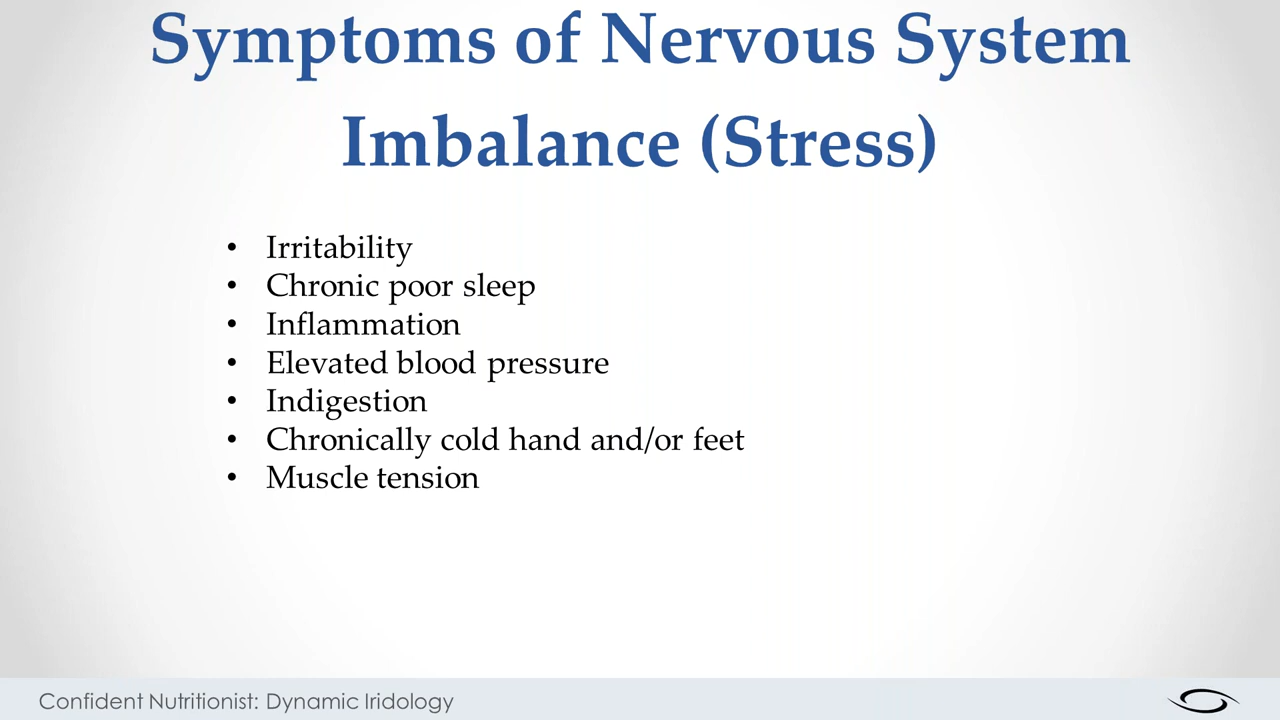 Symptoms of Nervous System
Imbalance (Stress)
• Irritability
• Chronic poor sleep
• Inflammation
• Elevated blood pressure
• Indigestion
• Chronically cold hand and/or feet
• Muscle tension
Confident Nutritionist: Dynamic Iridology